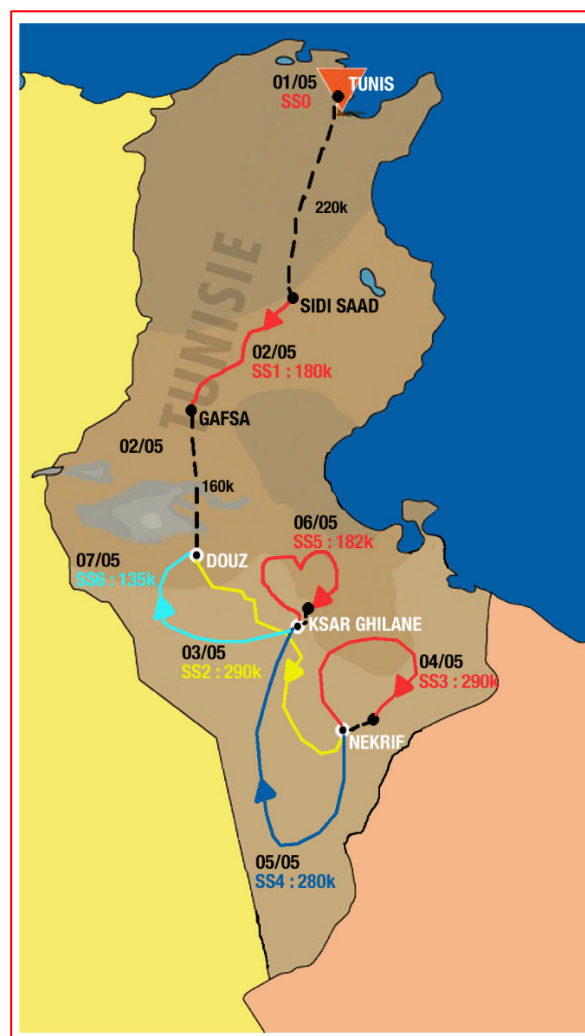 01/05
SS0
TUNIS
220k
TUNISIE
SIDI SAAD
02/05
SS1 : 180k
GAFSA
02/05
160k
06/05
SS5 : 182k
07/05
SS6 : 135k
DOUZ
KSAR GHILANE
03/05
SS2 : 290k
04/05
SS3 : 290k
NEKRIF
05/05
SS4 : 280k